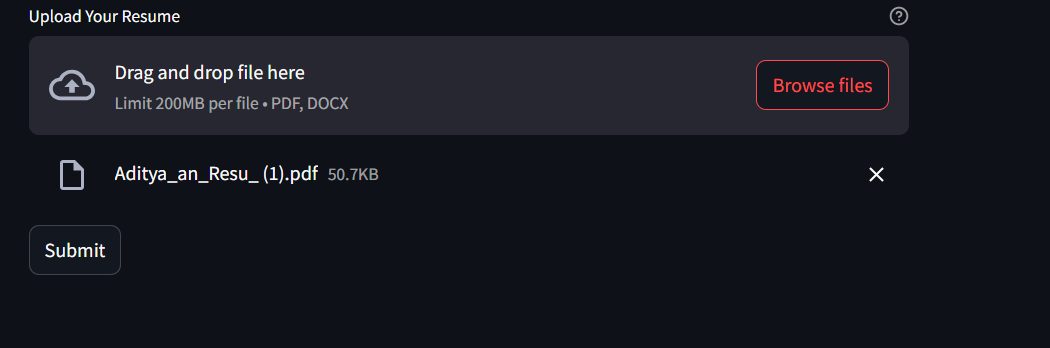 Upload Your Resume
Drag and drop file here
Limit 200MB per file • PDF, DOCX
Browse files
Aditya_an_Resu_ (1).pdf 50.7KB
Submit